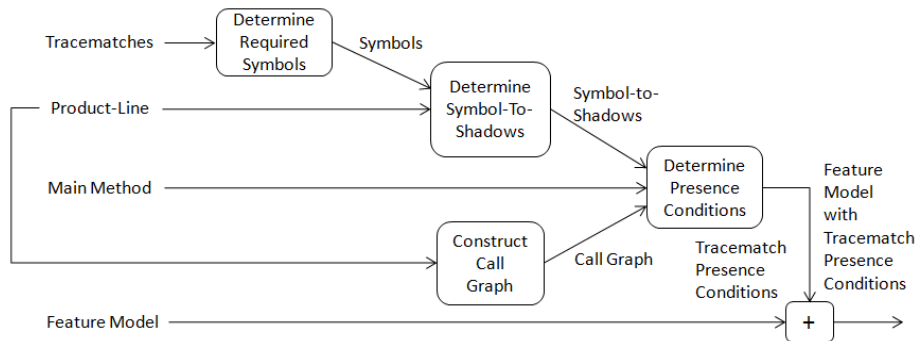 Tracematches
Determine
Required
Symbols
Symbols
Product-Line
Determine
Symbol-To-
Shadows
Symbol-to-
Shadows
Main Method
Determine
Presence
Conditions
Feature
Model
with
Tracematch
Presence
Conditions
Construct
Call
Graph
Call Graph
Tracematch
Presence
Conditions
Feature Model
+